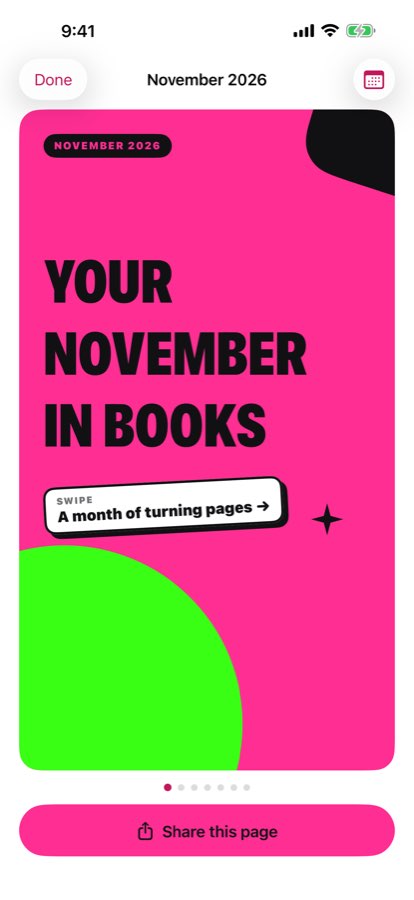 9:41
Done
November 2026
NOVEMBER 2026
YOUR
NOVEMBER
IN BOOKS
SWIPE
A month of turning pages →
Share this page